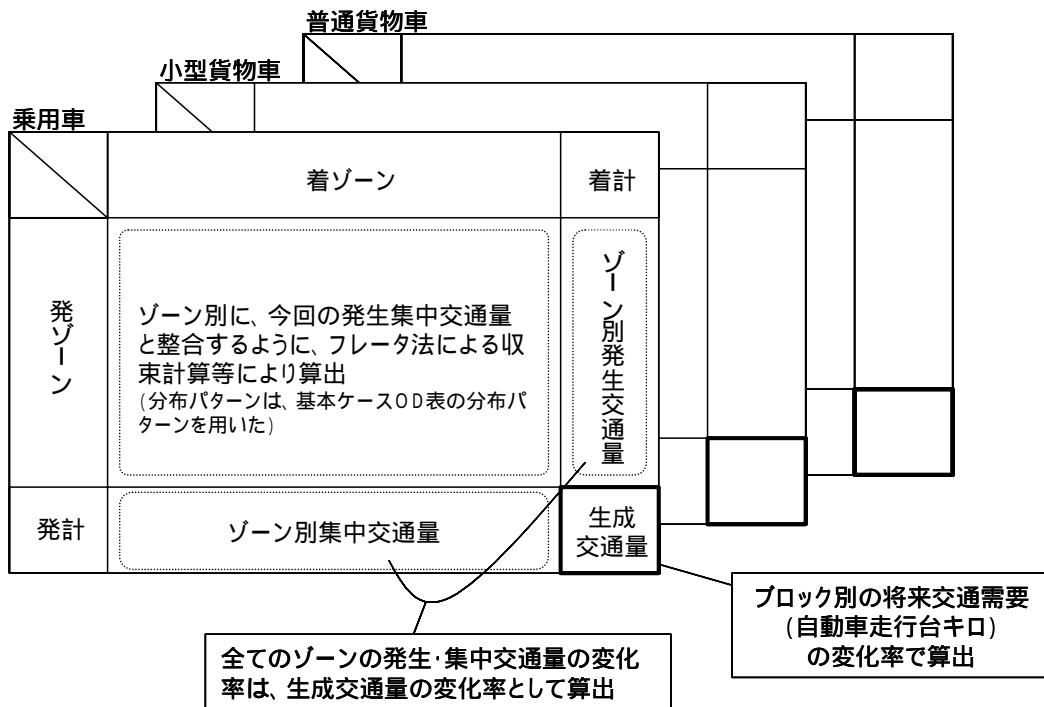 普通貨物車
小型貨物車
乗用車
着ゾーン
着計
発ゾーン
ゾーン別に、今回の発生集中交通量
と整合するように、フレータ法による収
束計算等により算出
(分布パターンは、基本ケースOD表の分布パ
ターンを用いた)
ゾーン別発生交通量
発計
ゾーン別集中交通量
生成
交通量
ブロック別の将来交通需要
(自動車走行台キロ)
の変化率で算出
全てのゾーンの発生・集中交通量の変化
率は、生成交通量の変化率として算出